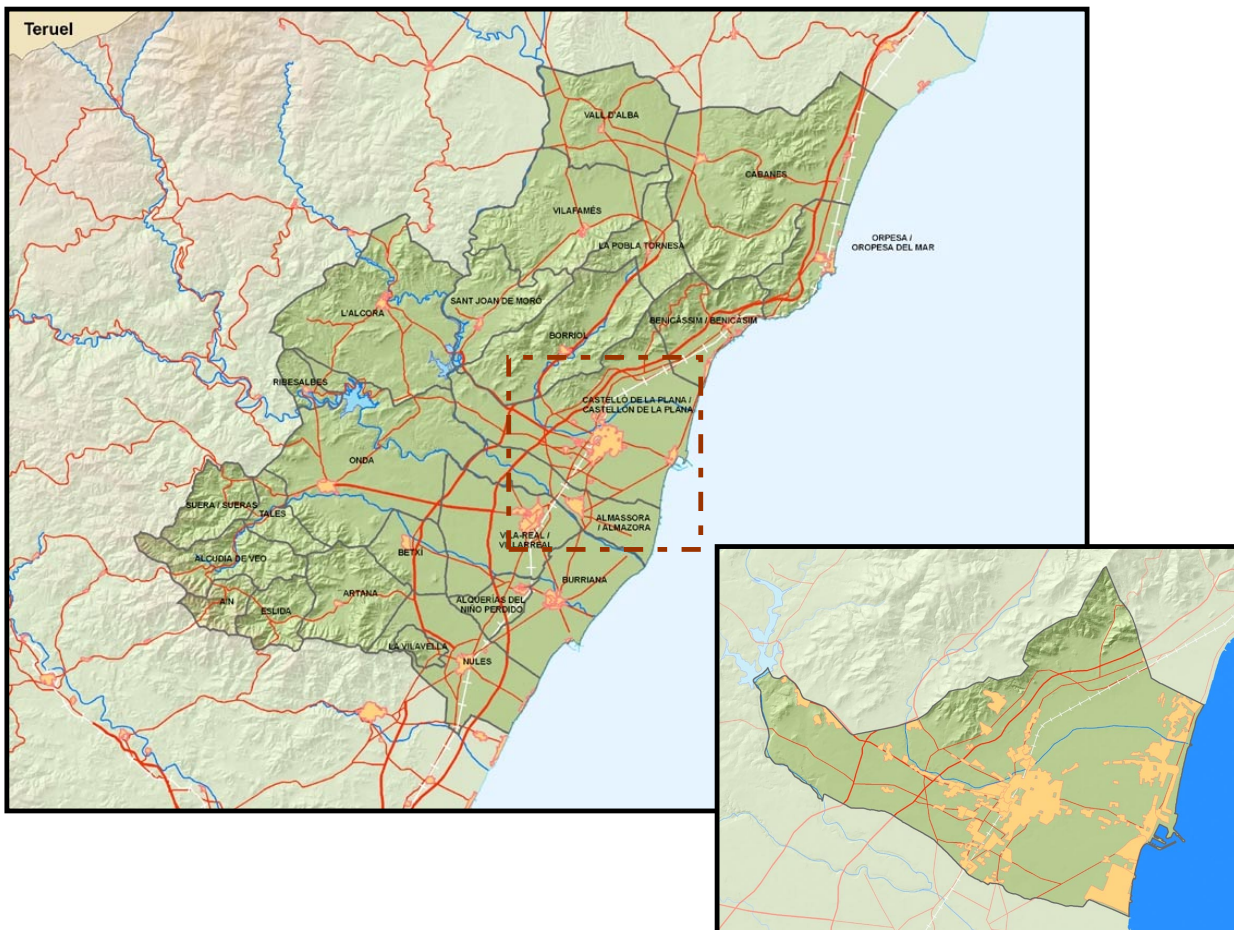 Teruel
VALL D'ALBA
CABANES
VILAFAMÉS
ORPESA /
OROPESA DEL MAR
LA POBLA TORNESA
L'ALCORA
SANT JOAN DE MORÓ
BENICÀSSIM / BENICASIM
BORRIOL
RIBESALBES
CASTELLÓ DE LA PLANA /
CASTELLÓN DE LA PLANA
ONDA
SUERA / SUERAS
TALES
ALMASSORA
/ ALMAZORA
VILA-REAL /
VILLARREAL
BETXÍ
ALCUDIA DE VEO
BURRIANA
ARTANA
AIN
ESLIDA
ALQUERÍAS DEL
NIÑO PERDIDO
LA VILAVELLA
NULES